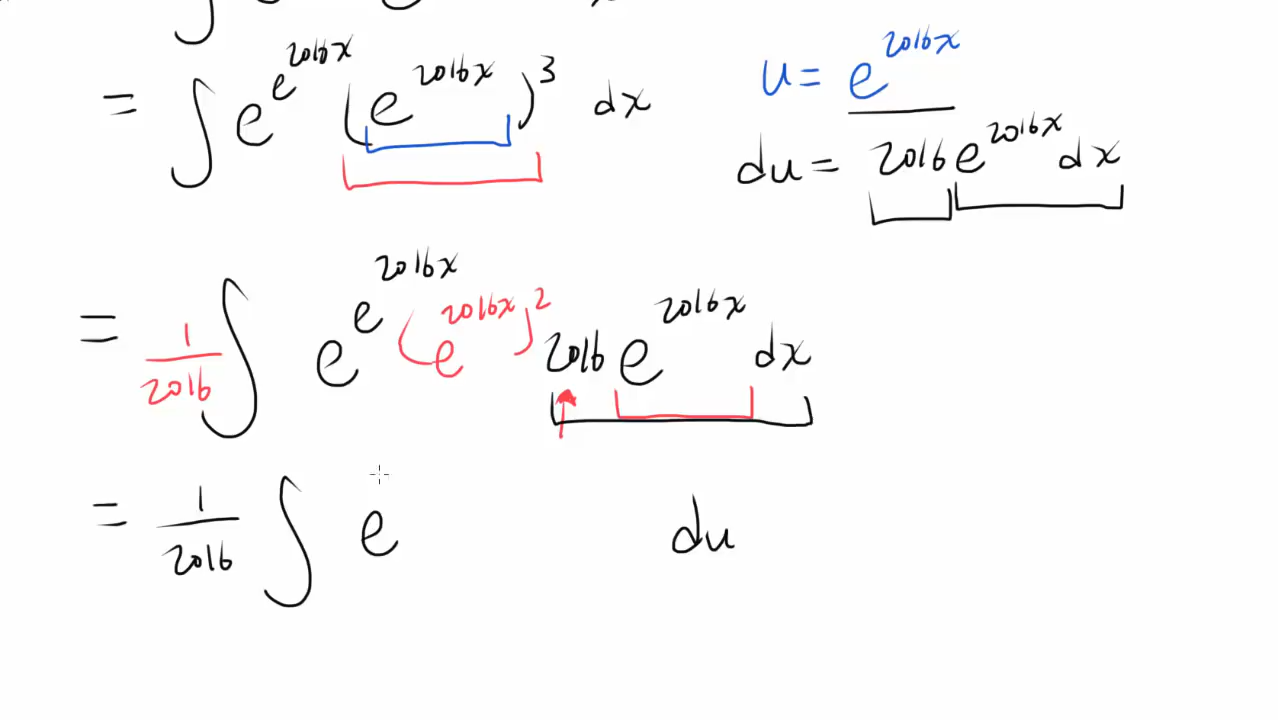 = ∫ e^{e^{2016x}} (e^{2016x})^3 dx
u = e^{2016x}
du = 2016 e^{2016x} dx
= 1/2016 ∫ e^{e^{2016x}} (e^{2016x})^2 2016 e^{2016x} dx
= 1/2016 ∫ e du